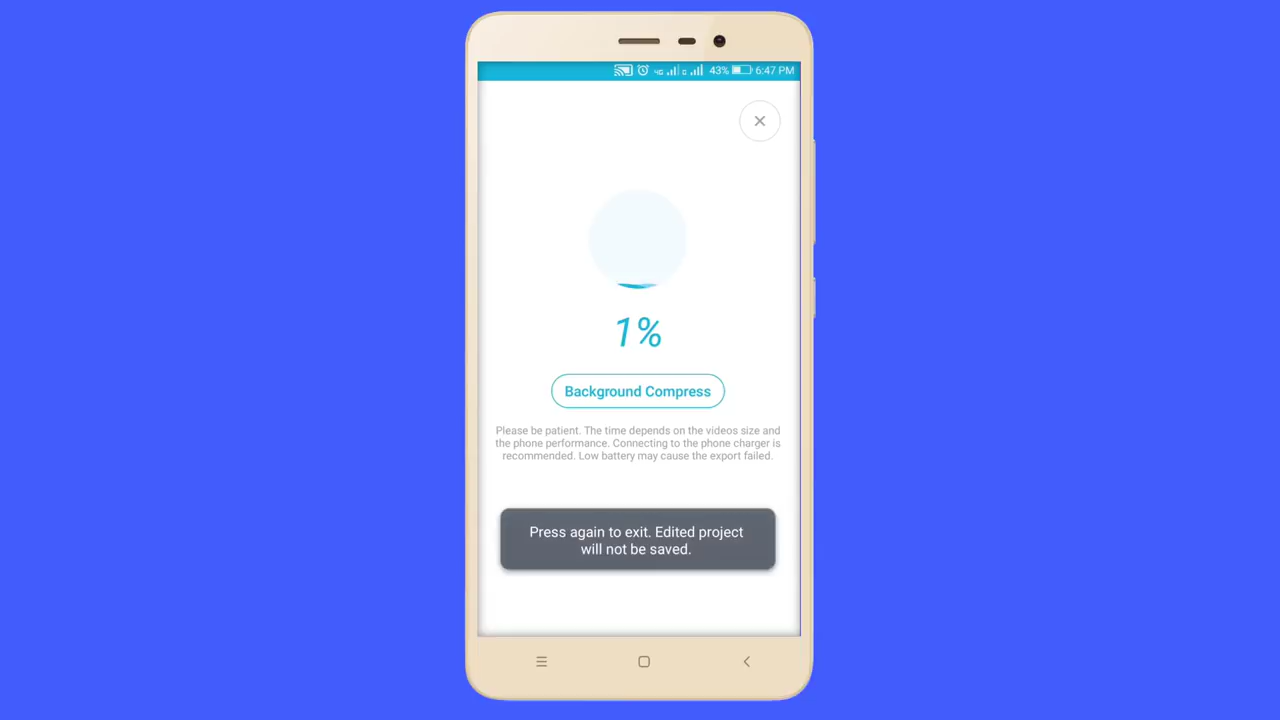 4G G 43% 6:47 PM
1%
Background Compress
Please be patient. The time depends on the videos size and
the phone performance. Connecting to the phone charger is
recommended. Low battery may cause the export failed.
Press again to exit. Edited project
will not be saved.